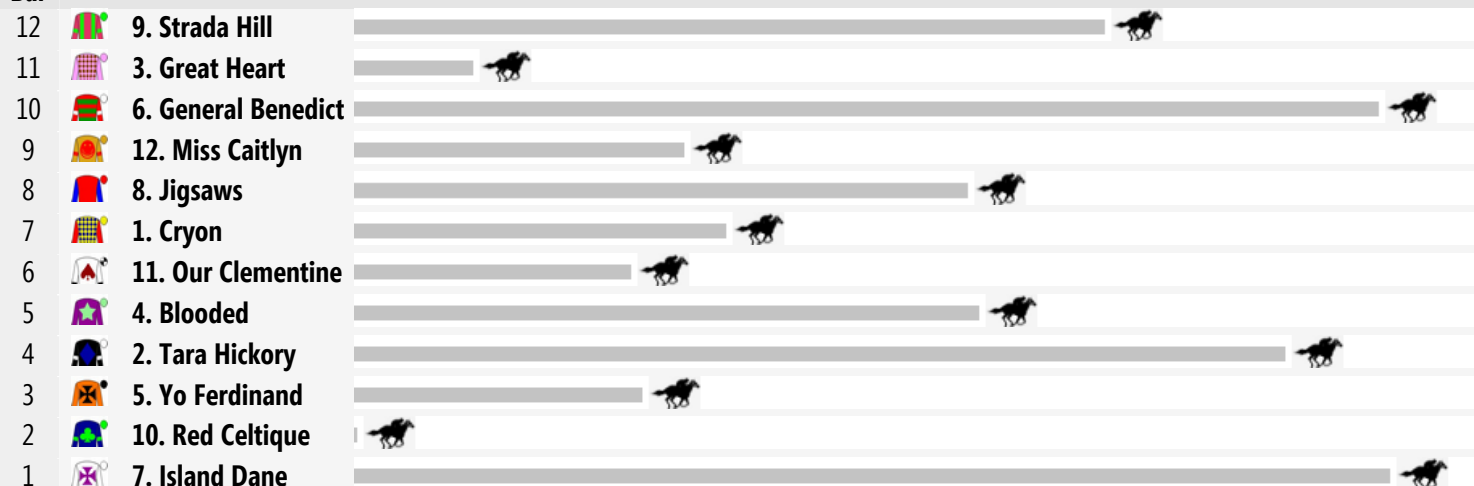 12 9. Strada Hill
11 3. Great Heart
10 6. General Benedict
9 12. Miss Caitlyn
8 8. Jigsaws
7 1. Cryon
6 11. Our Clementine
5 4. Blooded
4 2. Tara Hickory
3 5. Yo Ferdinand
2 10. Red Celtique
1 7. Island Dane